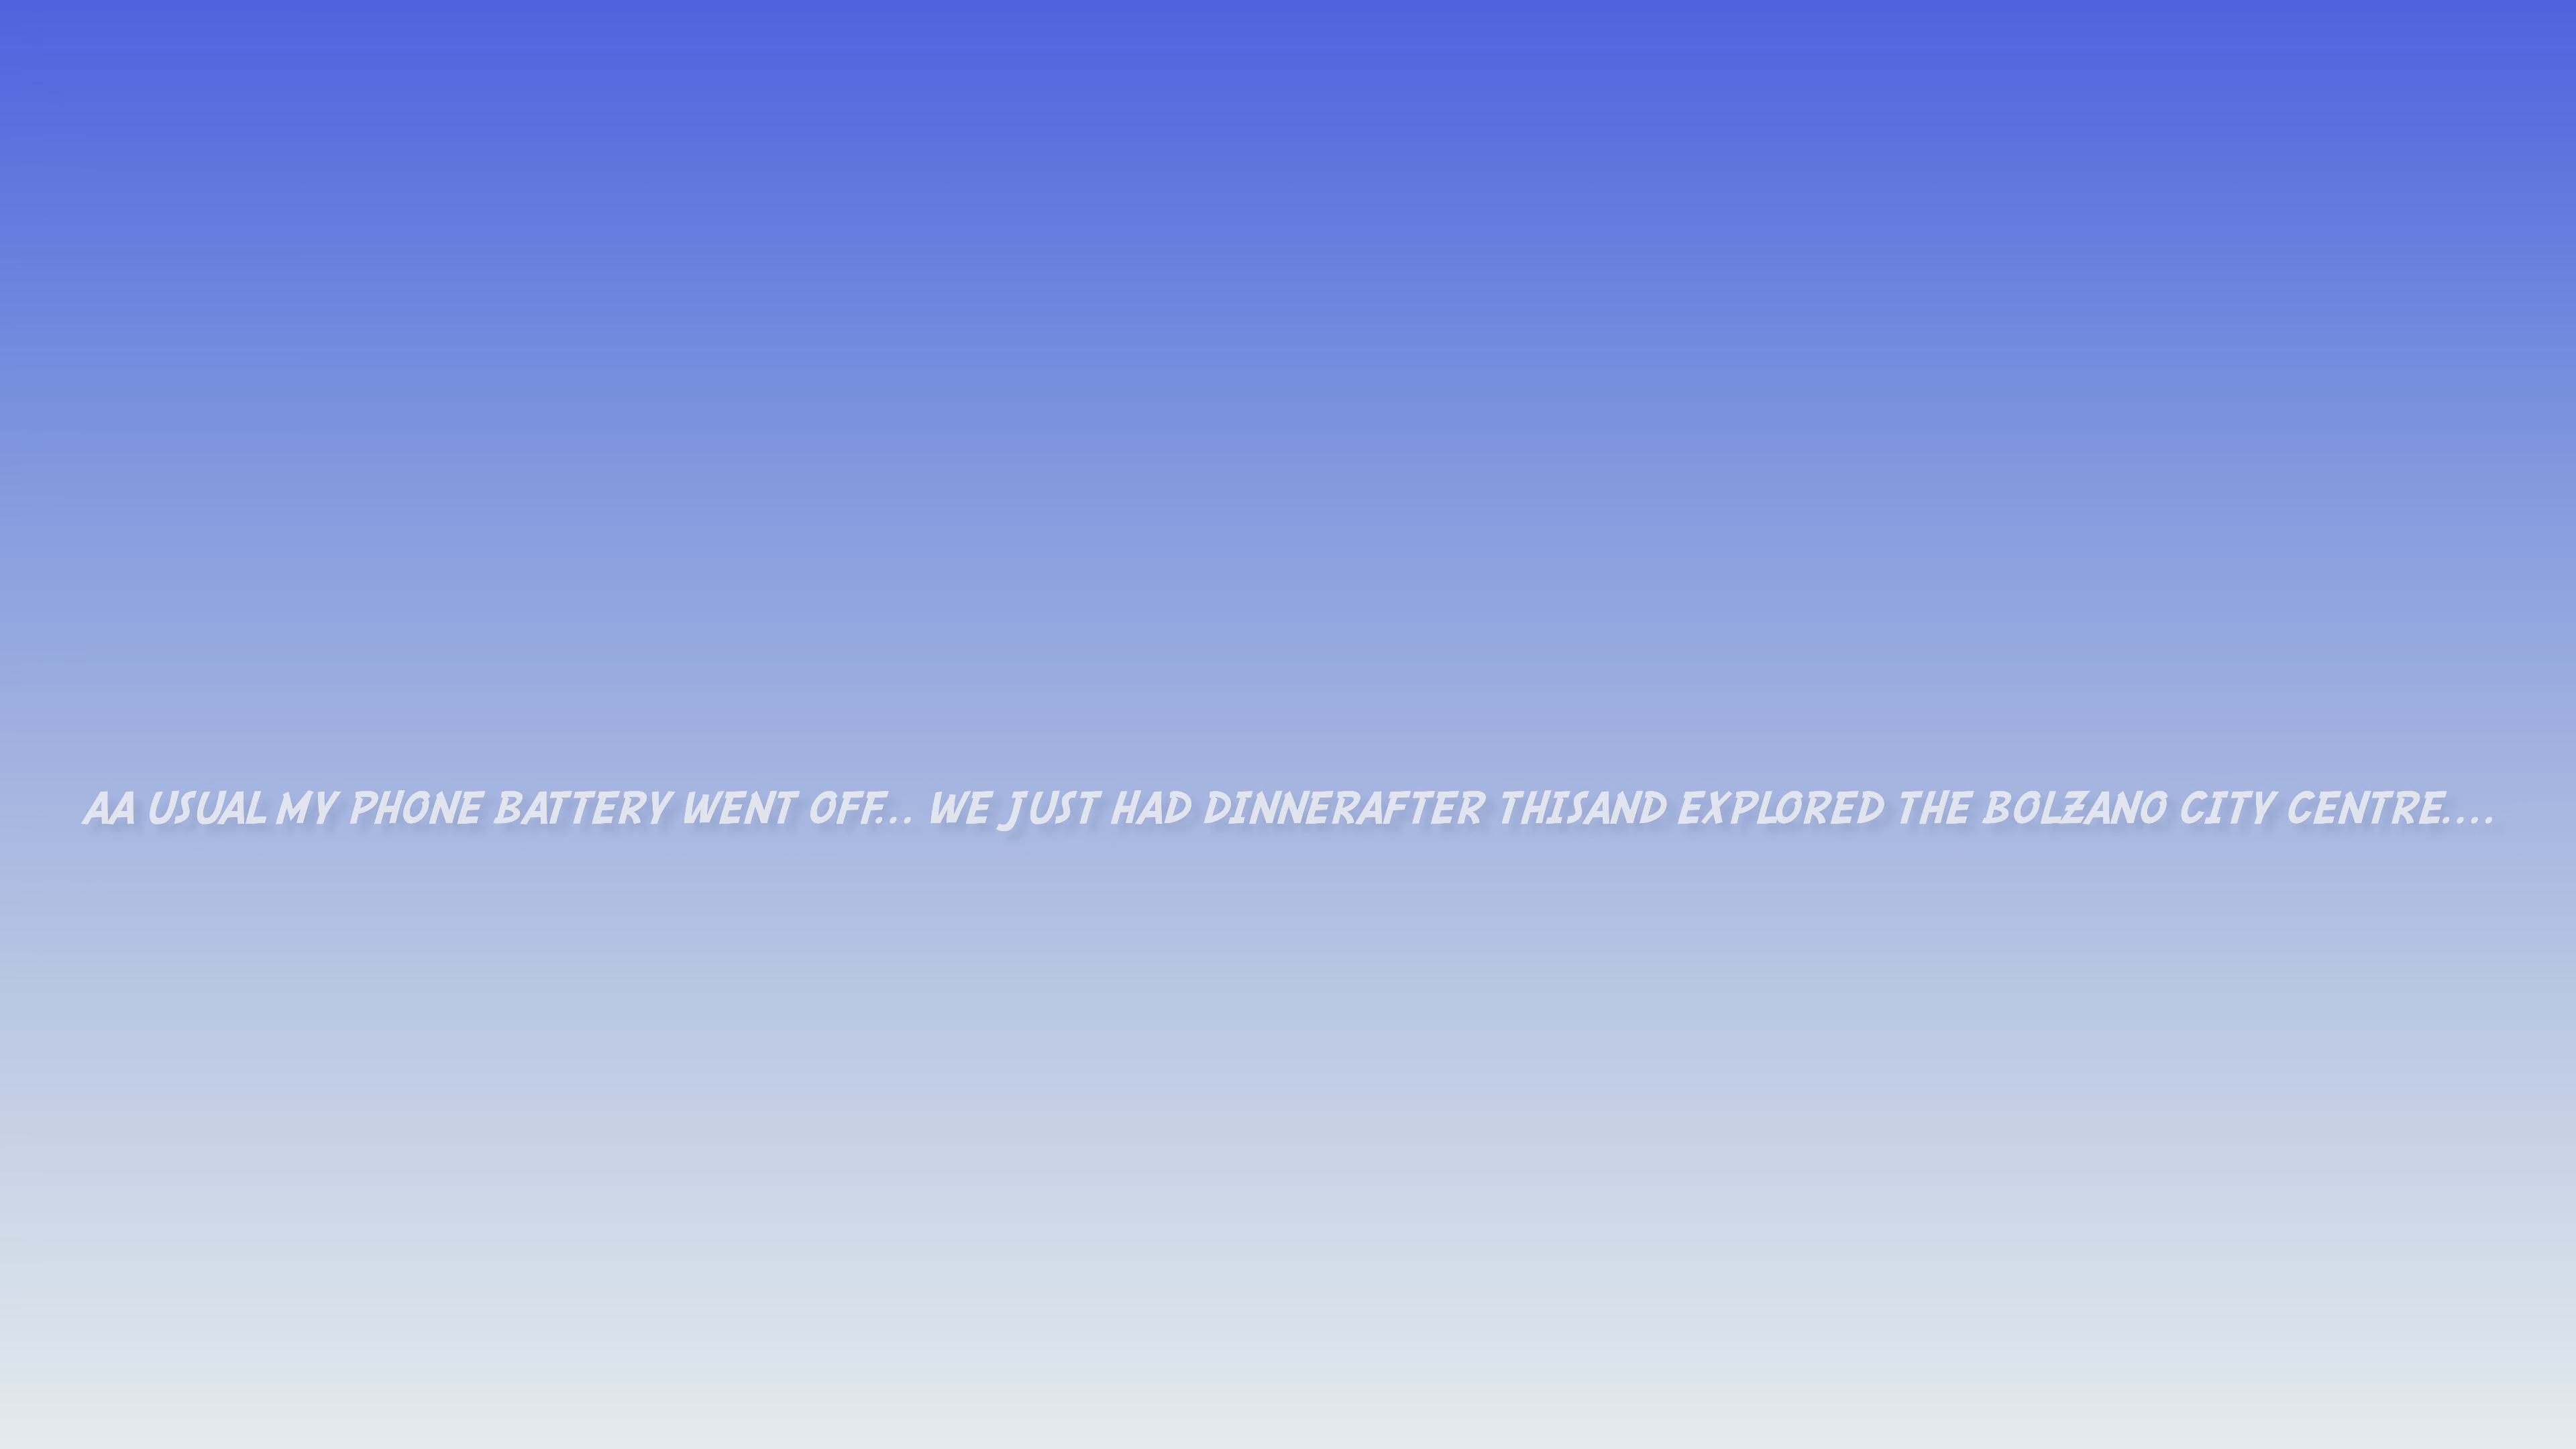 AA USUAL MY PHONE BATTERY WENT OFF... WE JUST HAD DINNERAFTER THISAND EXPLORED THE BOLZANO CITY CENTRE....